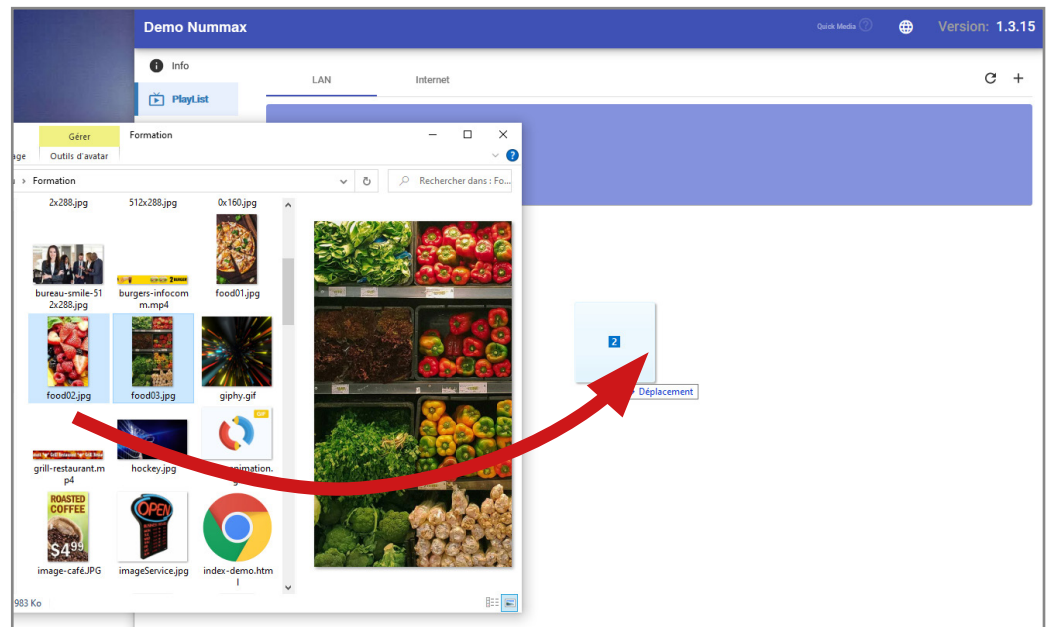 Demo Nummax
Quick Media
Version: 1.3.15
Info
LAN
Internet
PlayList
Gérer
Formation
age
Outils d'avatar
Formation
Rechercher dans : Fo...
2x288.jpg
512x288.jpg
0x160.jpg
bureau-smile-51
2x288.jpg
burgers-infocom
m.mp4
food01.jpg
2
food02.jpg
food03.jpg
giphy.gif
Déplacement
GIF
grill-restaurant.m
p4
hockey.jpg
nimation.
ROASTED
COFFEE
$4.99
OPEN
image-café.JPG
imageService.jpg
index-demo.htm
l
983 Ko